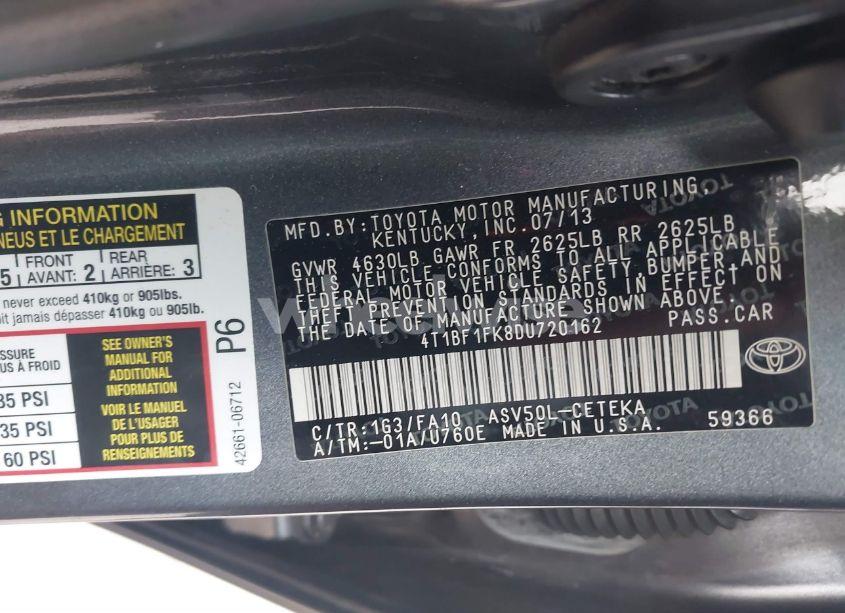 G INFORMATION
NEUS ET LE CHARGEMENT
5 FRONT AVANT: 2 REAR ARRIÈRE: 3
never exceed 410kg or 905lbs.
oit jamais dépasser 410kg ou 905lb.
ESSURE
US À FROID
35 PSI
35 PSI
60 PSI
SEE OWNER'S
MANUAL FOR
ADDITIONAL
INFORMATION
VOIR LE MANUEL
DE L'USAGER
POUR PLUS DE
RENSEIGNEMENTS
P6
42661-06712
MFD.BY:TOYOTA MOTOR MANUFACTURING,
KENTUCKY,INC.07/13
GVWR 4630LB GAWR FR 2625LB RR 2625LB
THIS VEHICLE CONFORMS TO ALL APPLICABLE
FEDERAL MOTOR VEHICLE SAFETY,BUMPER AND
THEFT PREVENTION STANDARDS IN EFFECT ON
THE DATE OF MANUFACTURE SHOWN ABOVE.
4T1BF1FK8DU720162 PASS.CAR
C/TR:1G3/FA10 ASV50L-CETEKA
A/TM:-01A/U760E MADE IN U.S.A. 59366